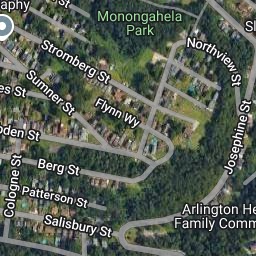 Monongahela
Park
Stromberg St
Northview St
Sumner St
Flynn Wy
Josephine St
Berg St
Cologne St
Patterson St
Salisbury St
Arlington He
Family Comm